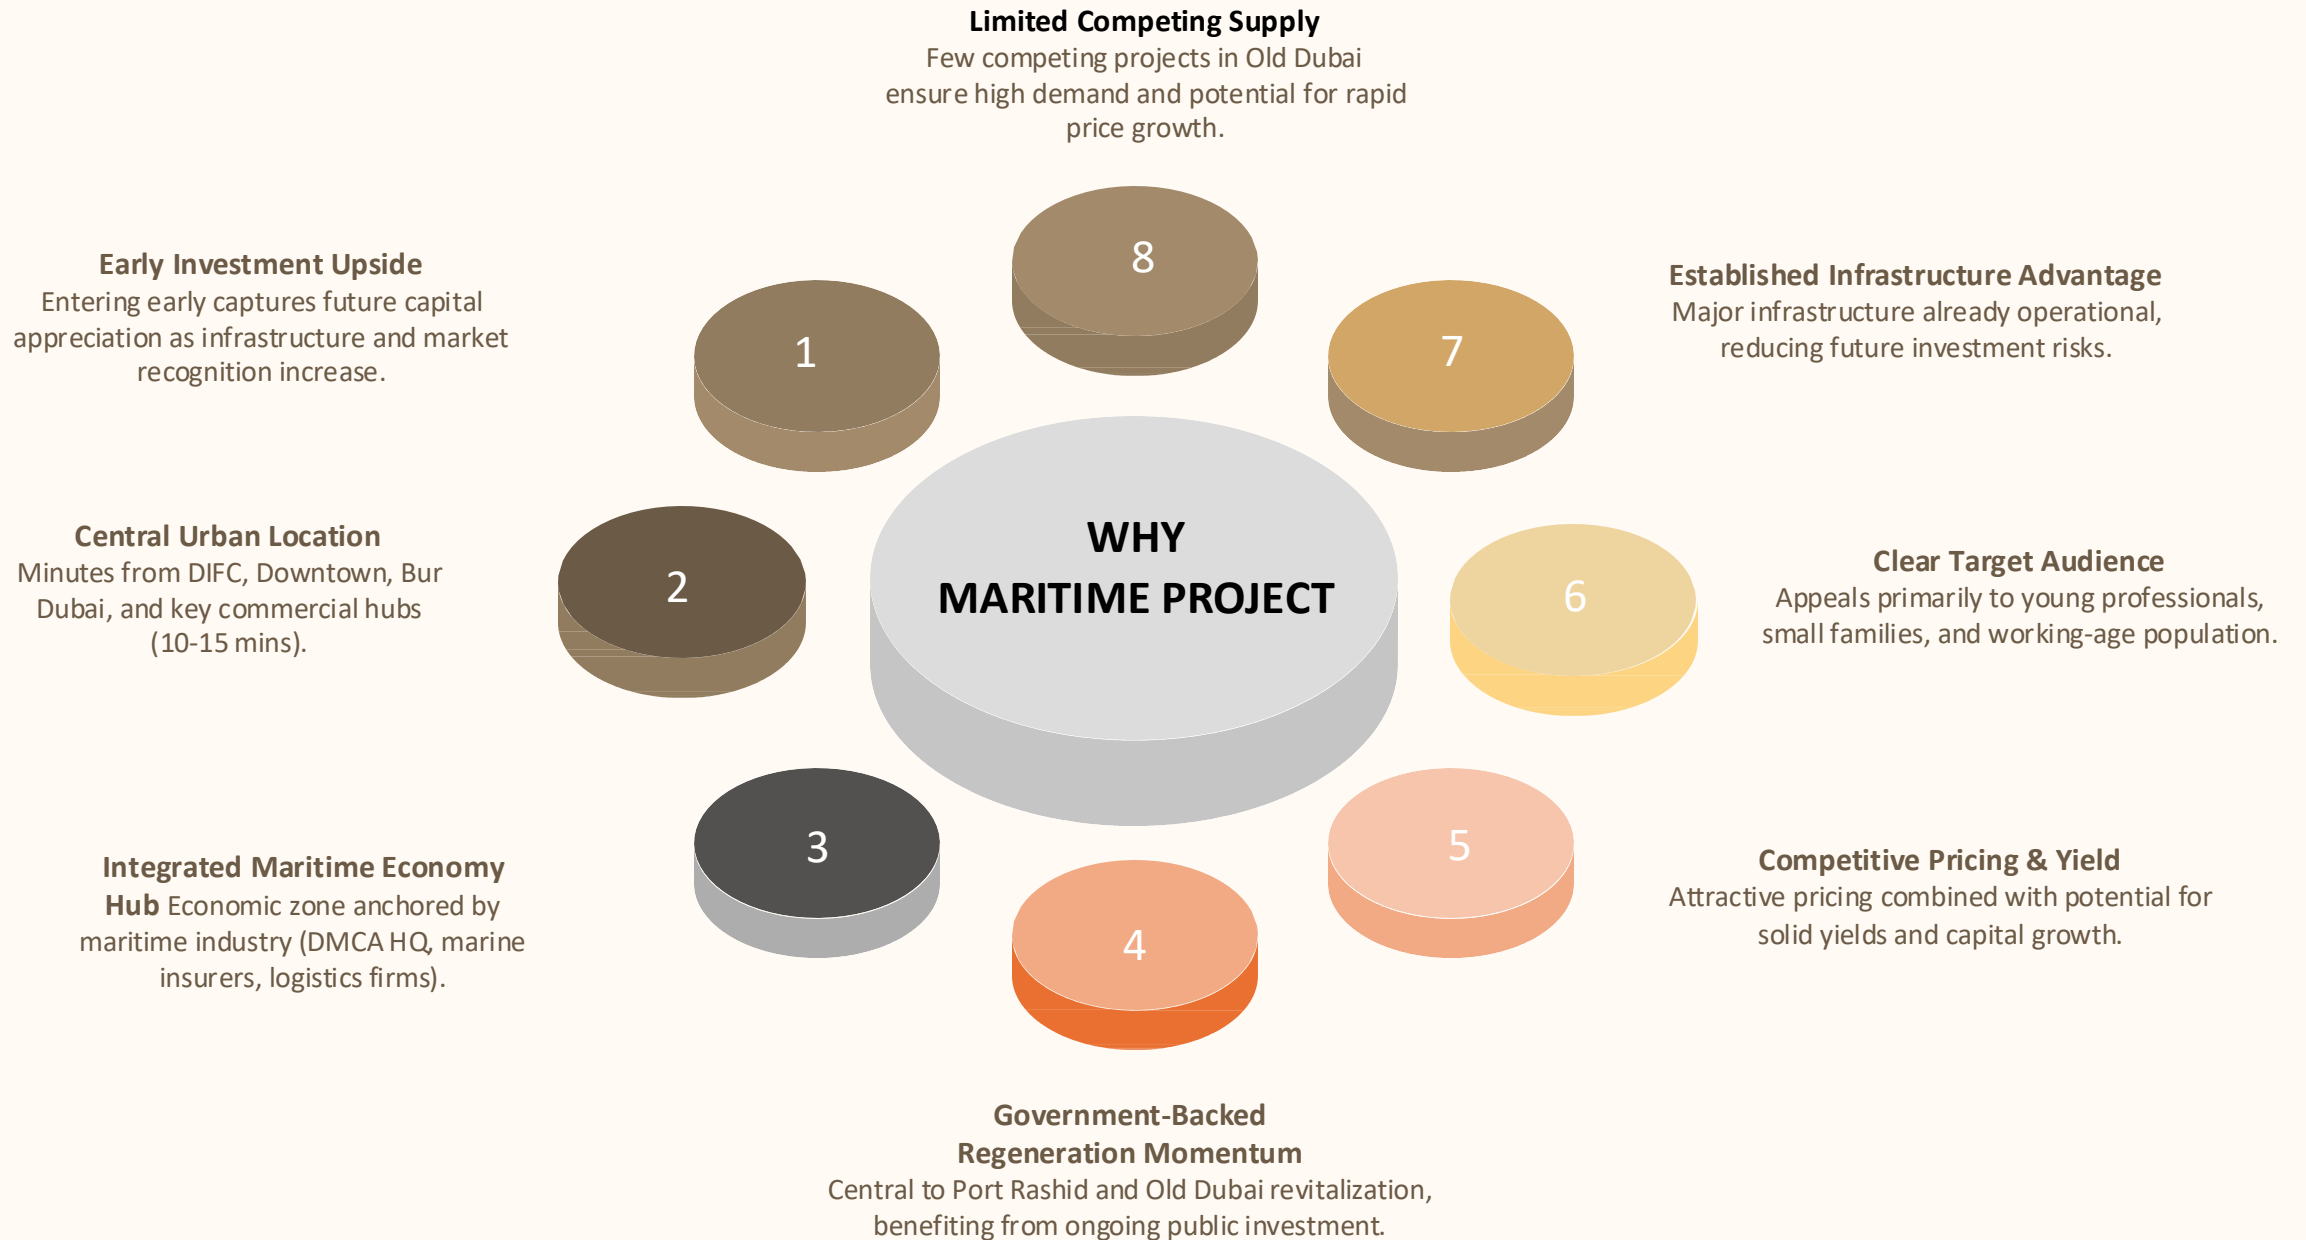 Limited Competing Supply
Few competing projects in Old Dubai
ensure high demand and potential for rapid
price growth.
8
Early Investment Upside
Entering early captures future capital
appreciation as infrastructure and market
recognition increase.
1
7
Established Infrastructure Advantage
Major infrastructure already operational,
reducing future investment risks.
Central Urban Location
Minutes from DIFC, Downtown, Bur
Dubai, and key commercial hubs
(10-15 mins).
2
WHY
MARITIME PROJECT
6
Clear Target Audience
Appeals primarily to young professionals,
small families, and working-age population.
Integrated Maritime Economy
Hub Economic zone anchored by
maritime industry (DMCA HQ, marine
insurers, logistics firms).
3
5
Competitive Pricing & Yield
Attractive pricing combined with potential for
solid yields and capital growth.
4
Government-Backed
Regeneration Momentum
Central to Port Rashid and Old Dubai revitalization,
benefiting from ongoing public investment.